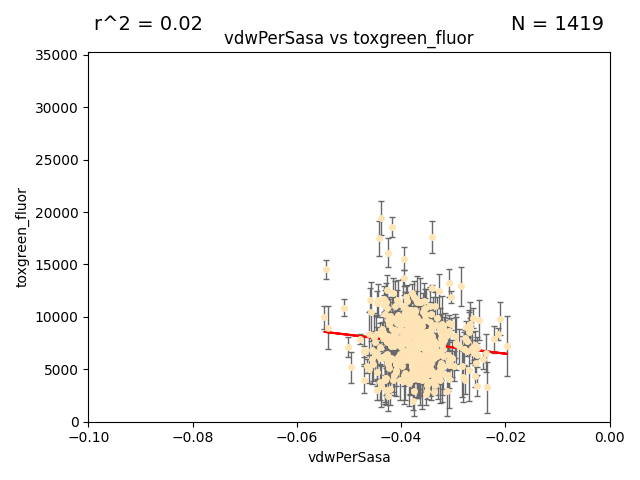 r^2 = 0.02
N = 1419
vdwPerSasa vs toxgreen_fluor
35000
30000
25000
20000
15000
10000
5000
0
toxgreen_fluor
−0.10
−0.08
−0.06
−0.04
−0.02
0.00
vdwPerSasa